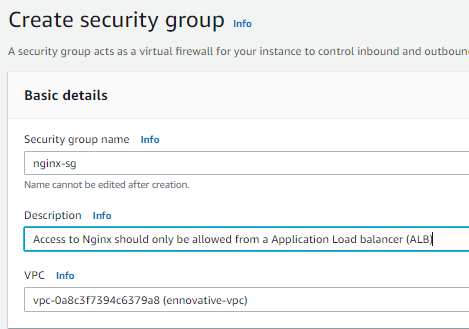 Create security group Info
A security group acts as a virtual firewall for your instance to control inbound and outboun
Basic details
Security group name Info
nginx-sg
Name cannot be edited after creation.
Description Info
Access to Nginx should only be allowed from a Application Load balancer (ALB)
VPC Info
vpc-0a8c3f7394c6379a8 (ennovative-vpc)